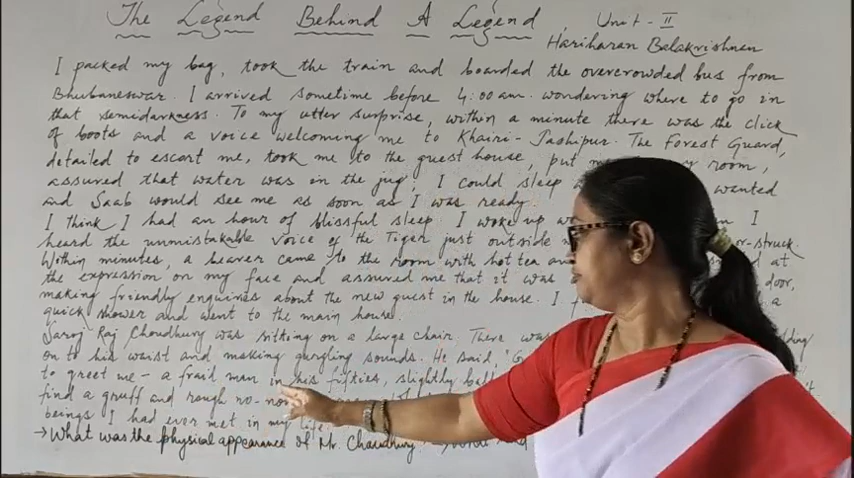 The Legend Behind A Legend Unit - II
Hariharan Balakrishnan
I packed my bag, took the train and boarded the overcrowded bus from
Bhubaneswar. I arrived sometime before 4:00 am. wondering where to go in
that semidarkness. To my utter surprise, within a minute there was the click
of boots and a voice welcoming me to Khairi - Jashipur. The Forest Guard,
detailed to escort me, took me to the guest house, put room,
assured that water was in the jug, I could sleep wanted
and Saab would see me as soon as I was ready.
I think I had an hour of blissful sleep. I woke up I
heard the unmistakable voice of the Tiger just outside struck.
Within minutes, a bearer came to the room with hot tea at
the expression on my face and assured me that it was door,
making friendly enquiries about the new guest in the house. I a
quick shower and went to the main house.
Saroj Raj Choudhury was sitting on a large chair. There was
on to his waist and making gurgling sounds. He said
to greet me - a fraid man in his fifties, slightly
find a gruff and rough no-
beings I had ever met in my life.
→ What was the physical appearance of Mr. Choudhury.